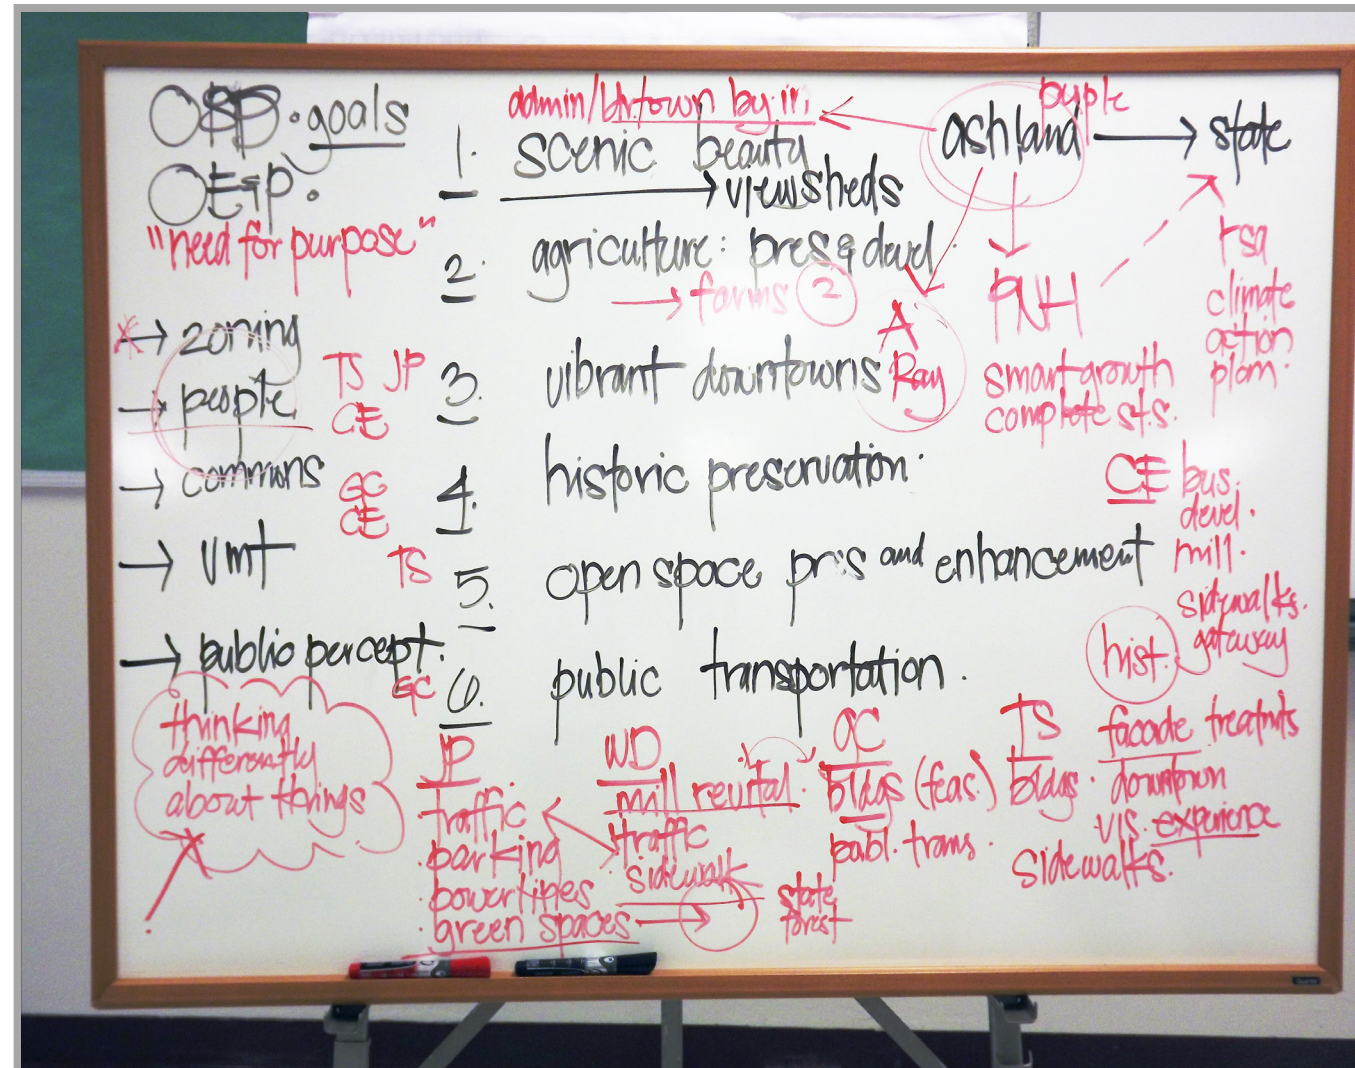 OSP. goals
OE&P.
"need for purpose"
→ zoning
→ people
→ commons
→ vmt
→ public percept.
TS JP
CE
GC
CE
TS
GC
thinking
differently
about things
admin/ town by.in
1. scenic beauty
→ viewsheds
2. agriculture: pres & devel.
→ farms 2
3. vibrant downtowns
4. historic preservation.
5. open space pres and enhancement
6. public transportation.
ashland → state
A
Ray
PNH
smart growth
complete sts.
rsa
climate
action
plan.
CE bus.
devel.
mill.
sidewalks.
gateway
hist.
JP
traffic
parking
powerlines
green spaces →
WD
mill revital.
traffic
sidewalk
state
forest
GC
bldgs (feas.)
publ. trans.
TS
bldgs.
sidewalks.
facade treatmts
downtown
vis. experience